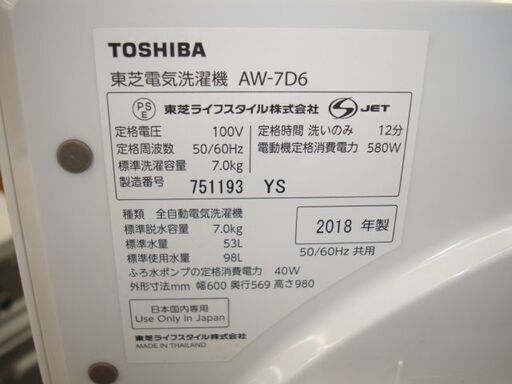 TOSHIBA
東芝電気洗濯機 AW-7D6
PS E 東芝ライフスタイル株式会社 S JET
定格電圧 100V 定格時間 洗いのみ 12分
定格周波数 50/60Hz 電動機定格消費電力 580W
標準洗濯容量 7.0kg
製造番号 751193 YS
種類 全自動電気洗濯機
標準脱水容量 7.0kg 2018 年製
標準水量 53L
標準使用水量 98L 50/60Hz 共用
ふろ水ポンプの定格消費電力 40W
外形寸法mm 幅600 奥行569 高さ980
日本国内専用
Use Only in Japan
東芝ライフスタイル株式会社
MADE IN THAILAND